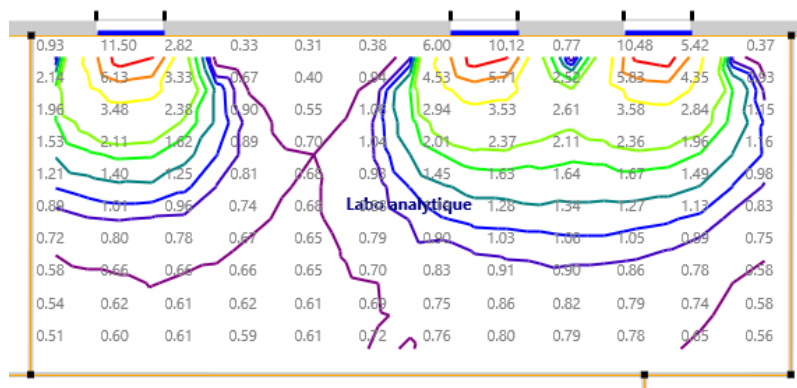 0.93 11.50 2.82 0.33 0.31 0.38 6.00 10.12 0.77 10.48 5.42 0.37
2.14 6.13 3.33 0.67 0.40 0.94 4.53 5.71 2.52 5.83 4.35 0.93
1.96 3.48 2.38 0.90 0.55 1.06 2.94 3.53 2.61 3.58 2.84 1.15
1.53 2.11 1.62 0.89 0.70 1.04 2.01 2.37 2.11 2.36 1.96 1.16
1.21 1.40 1.25 0.81 0.68 0.93 1.45 1.63 1.64 1.67 1.49 0.98
0.89 1.01 0.96 0.74 0.68 Labo analytique 1.28 1.34 1.27 1.13 0.83
0.72 0.80 0.78 0.67 0.65 0.79 0.90 1.03 1.08 1.05 0.89 0.75
0.58 0.66 0.66 0.66 0.65 0.70 0.83 0.91 0.90 0.86 0.78 0.58
0.54 0.62 0.61 0.62 0.61 0.69 0.75 0.86 0.82 0.79 0.74 0.58
0.51 0.60 0.61 0.59 0.61 0.72 0.76 0.80 0.79 0.78 0.65 0.56